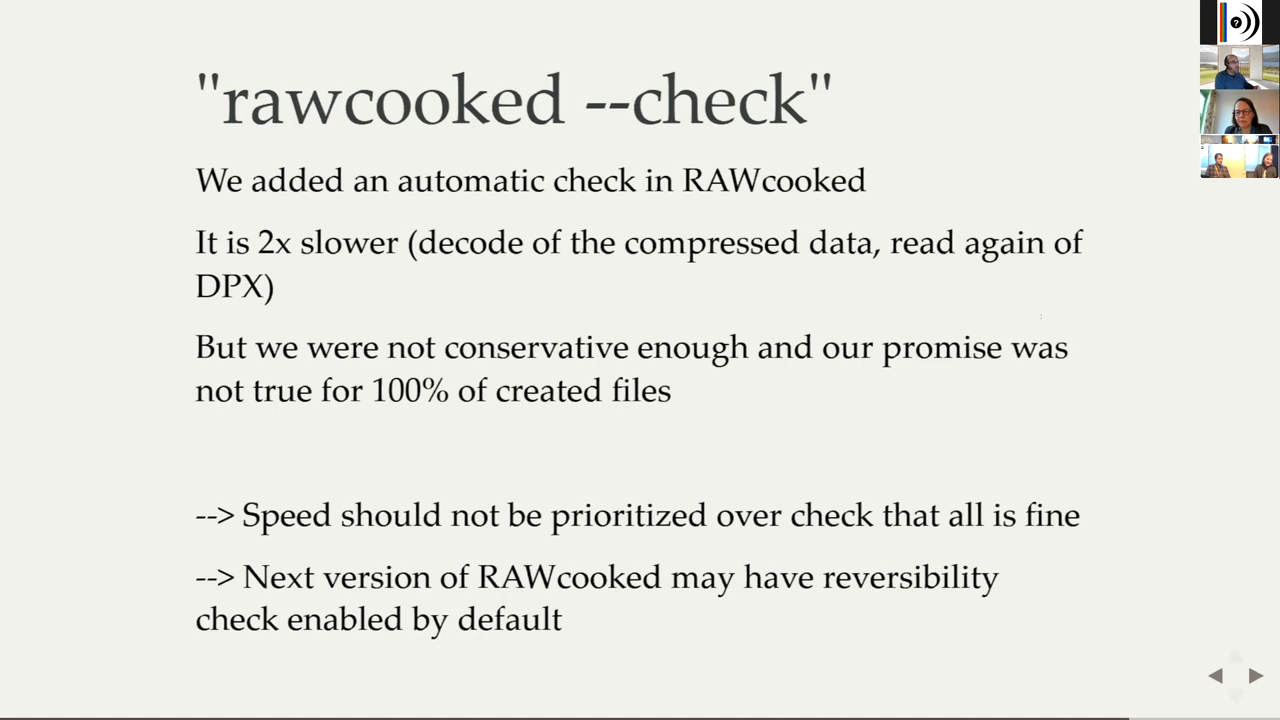 "rawcooked --check"
We added an automatic check in RAWcooked
It is 2x slower (decode of the compressed data, read again of
DPX)
But we were not conservative enough and our promise was
not true for 100% of created files
--> Speed should not be prioritized over check that all is fine
--> Next version of RAWcooked may have reversibility
check enabled by default